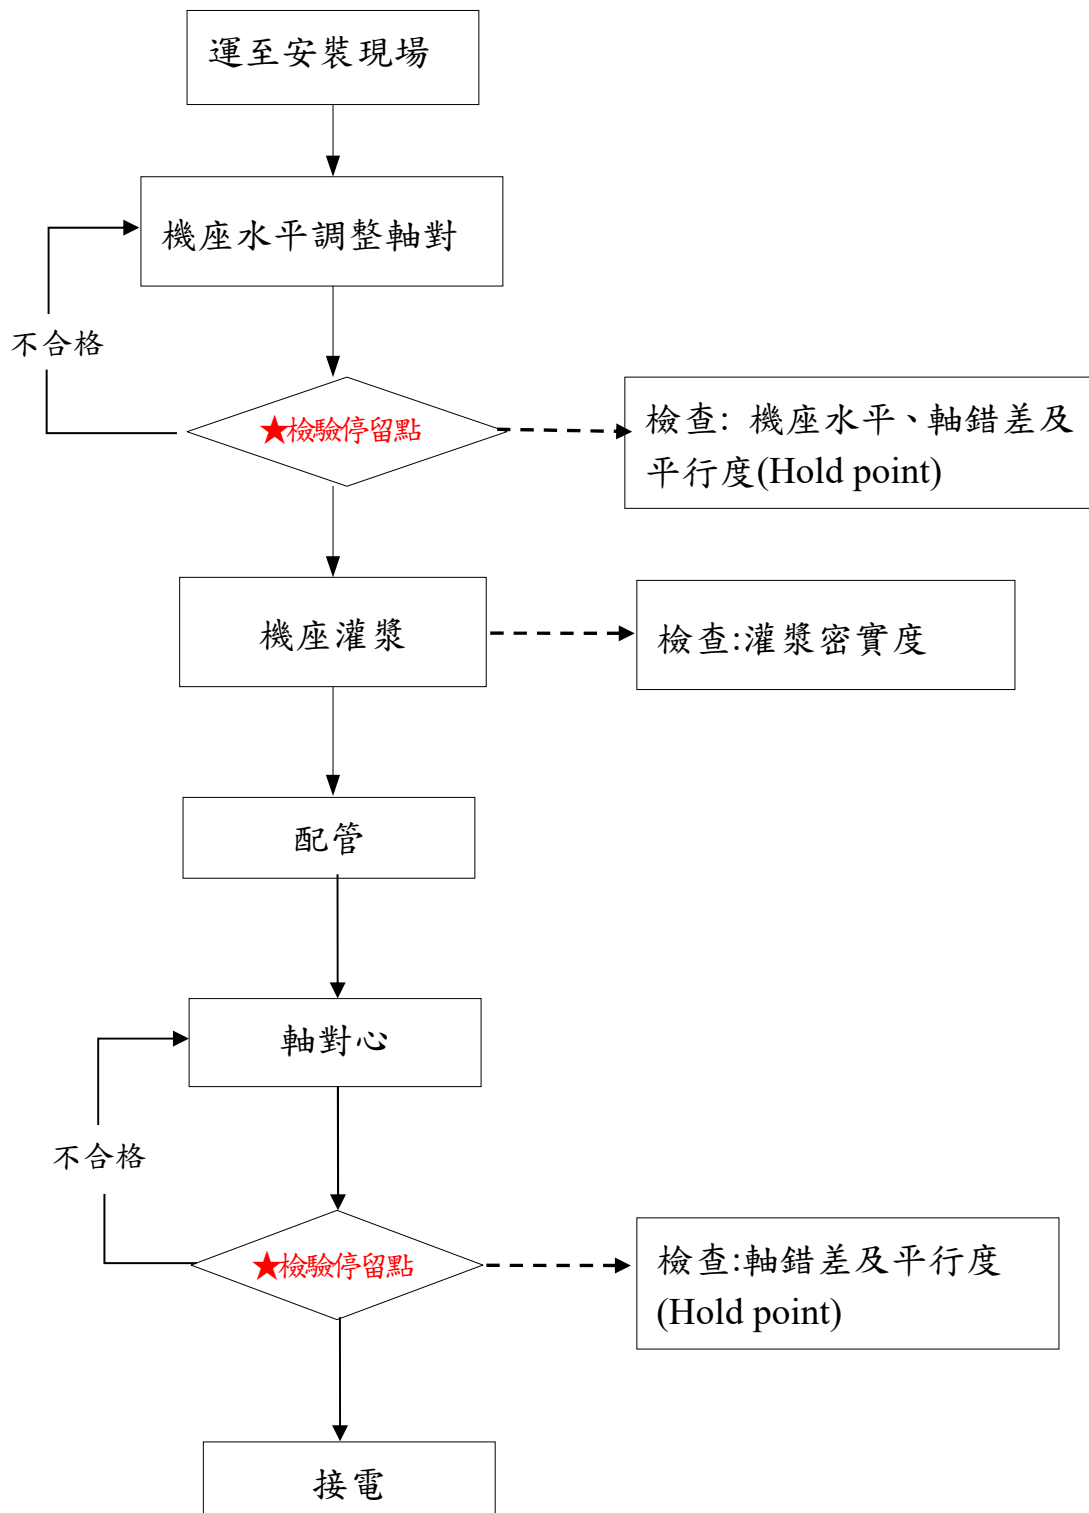 運至安裝現場
機座水平調整軸對
不合格
★檢驗停留點
檢查: 機座水平、軸錯差及
平行度(Hold point)
機座灌漿
檢查:灌漿密實度
配管
軸對心
不合格
★檢驗停留點
檢查:軸錯差及平行度
(Hold point)
接電